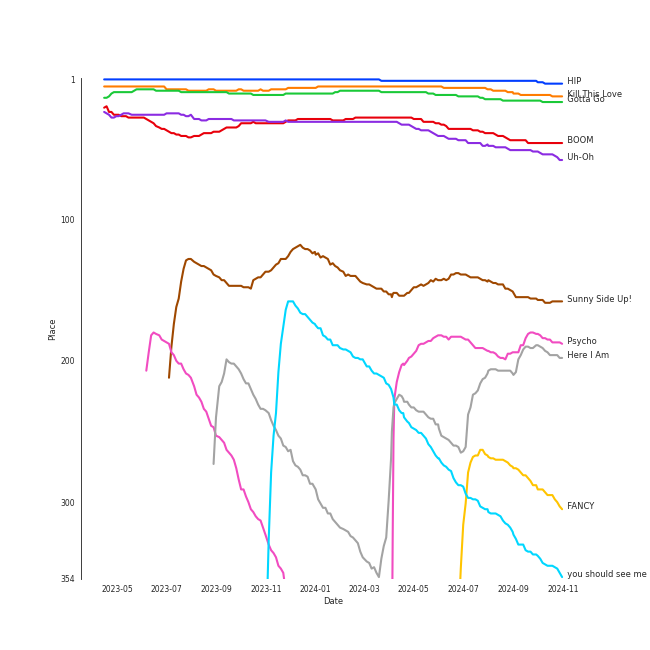 1
HIP
Kill This Love
Gotta Go
BOOM
Uh-Oh
100
Sunny Side Up!
Place
Psycho
Here I Am
200
300
FANCY
354
you should see me
2023-05 2023-07 2023-09 2023-11 2024-01 2024-03 2024-05 2024-07 2024-09 2024-11
Date